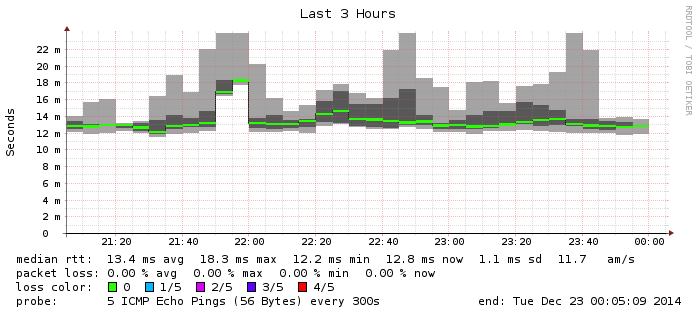 Last 3 Hours
RRDTOOL / TOBI OETIKER
Seconds
22 m
20 m
18 m
16 m
14 m
12 m
10 m
8 m
6 m
4 m
2 m
0
21:20 21:40 22:00 22:20 22:40 23:00 23:20 23:40 00:00
median rtt: 13.4 ms avg 18.3 ms max 12.2 ms min 12.8 ms now 1.1 ms sd 11.7 am/s
packet loss: 0.00 % avg 0.00 % max 0.00 % min 0.00 % now
loss color: 0 1/5 2/5 3/5 4/5
probe: 5 ICMP Echo Pings (56 Bytes) every 300s end: Tue Dec 23 00:05:09 2014